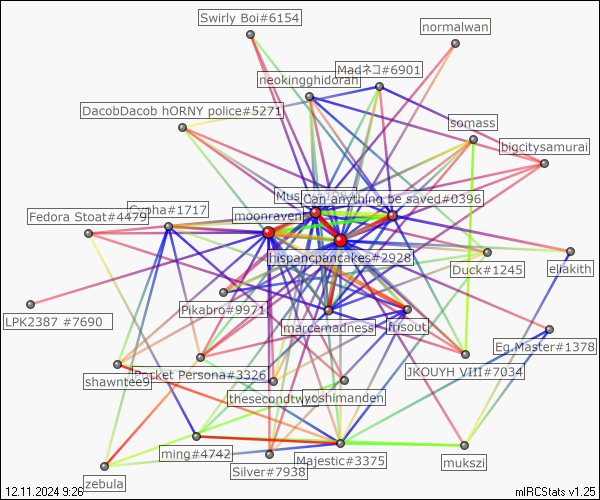 Swirly Boi#6154
normalwan
Madネコ#6901
neokingghidorah
DacobDacob hORNY police#5271
somass
bigcitysamurai
Can anything be saved#0396
Fedora Stoat#4479
#1717
moonraven
hispancpancakes#2928
Duck#1245
eliakith
Pikabro#9971
LPK2387 #7690
marcemadness
frisout
Eg.Master#1378
JKOUYH VIII#7034
shawntee9
Pocket Persona#3326
thesecondtw
yoshimanden
ming#4742
Majestic#3375
mukszi
Silver#7938
zebula
12.11.2024 9:26
mIRCStats v1.25